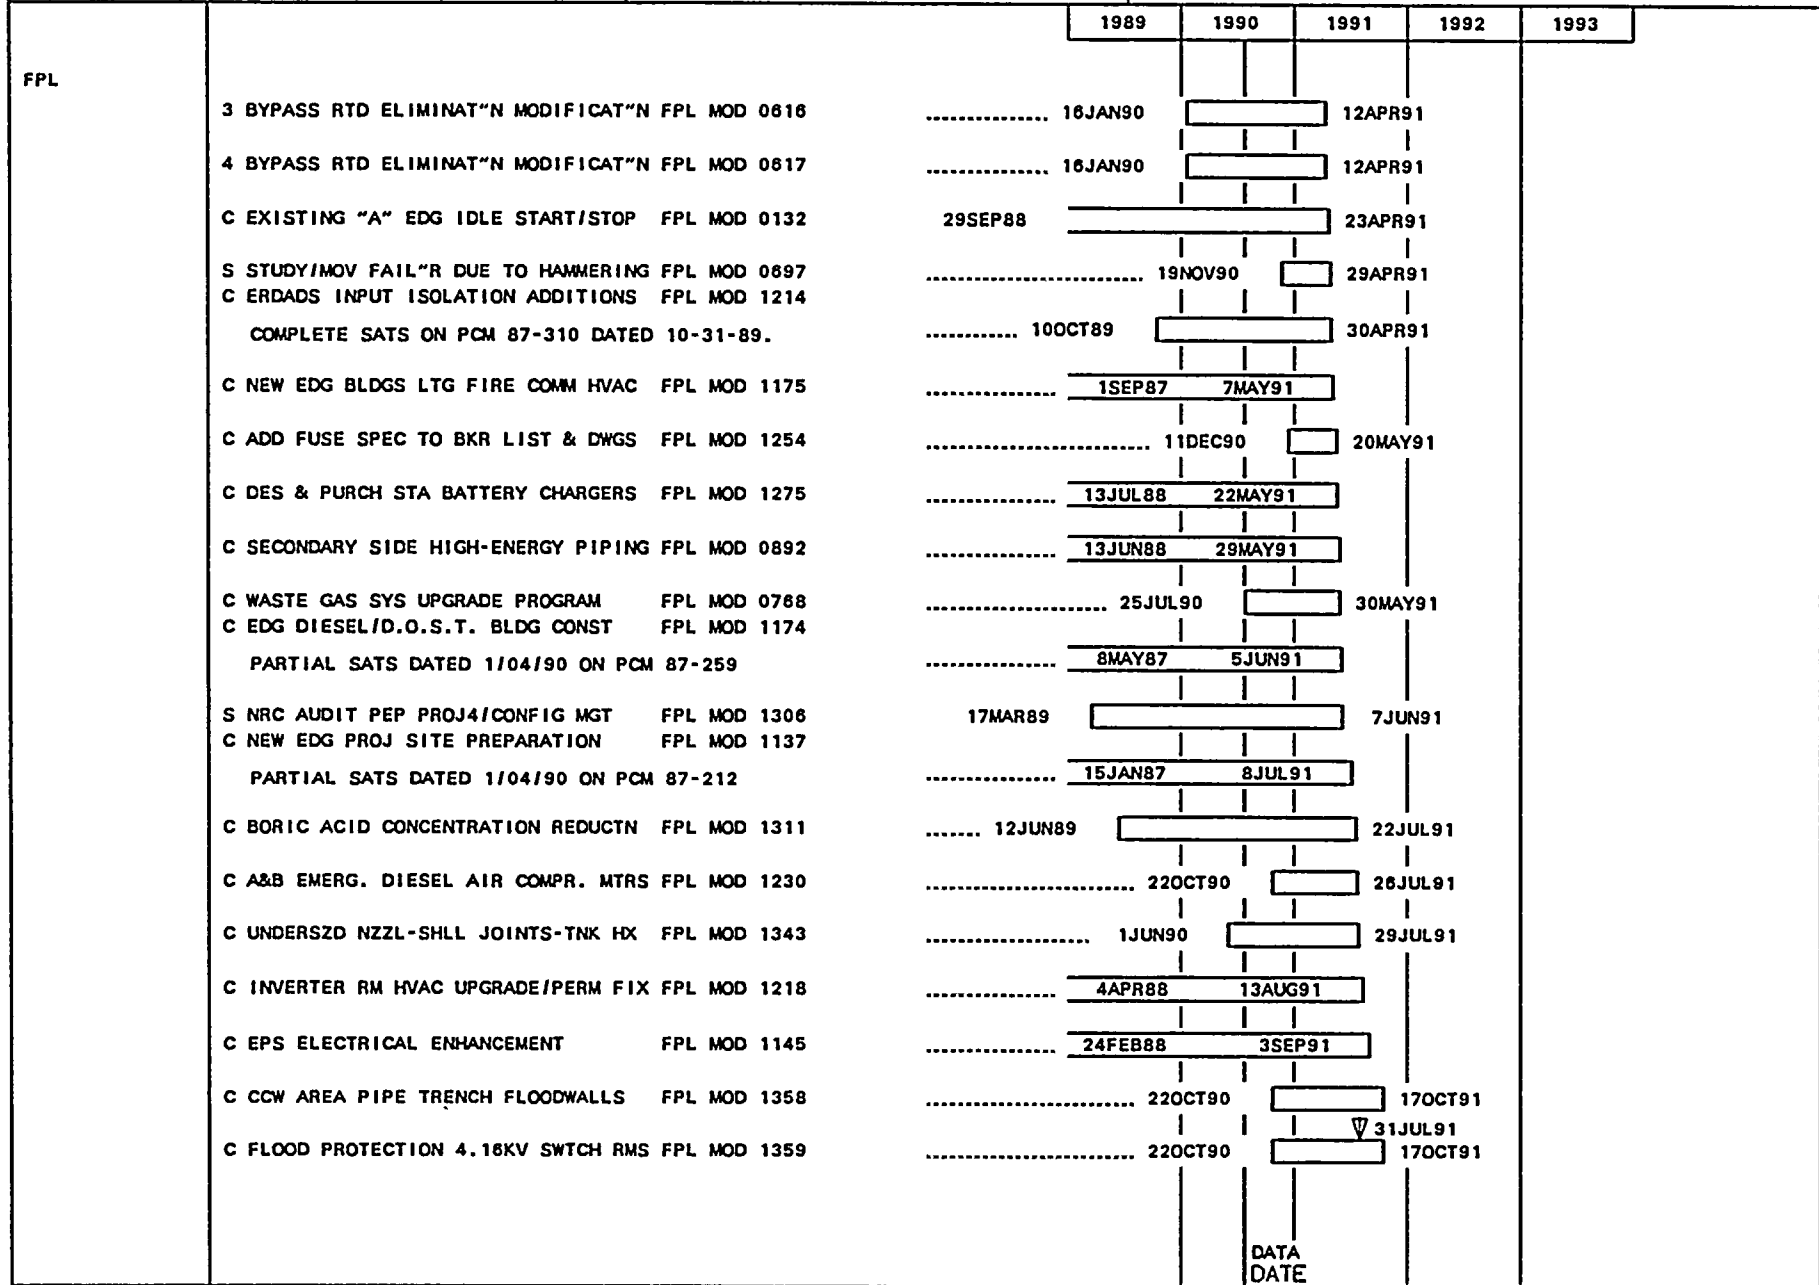 1989 1990 1991 1992 1993
FPL
3 BYPASS RTD ELIMINAT"N MODIFICAT"N FPL MOD 0616 .............. 16JAN90 12APR91
4 BYPASS RTD ELIMINAT"N MODIFICAT"N FPL MOD 0617 .............. 16JAN90 12APR91
C EXISTING "A" EDG IDLE START/STOP FPL MOD 0132 29SEP88 23APR91
S STUDY/MOV FAIL"R DUE TO HAMMERING FPL MOD 0697 .............. 19NOV90 29APR91
C ERDADS INPUT ISOLATION ADDITIONS FPL MOD 1214
COMPLETE SATS ON PCM 87-310 DATED 10-31-89. .......... 10OCT89 30APR91
C NEW EDG BLDGS LTG FIRE COMM HVAC FPL MOD 1175 .............. 1SEP87 7MAY91
C ADD FUSE SPEC TO BKR LIST & DWGS FPL MOD 1254 .............. 11DEC90 20MAY91
C DES & PURCH STA BATTERY CHARGERS FPL MOD 1275 .............. 13JUL88 22MAY91
C SECONDARY SIDE HIGH-ENERGY PIPING FPL MOD 0892 .............. 13JUN88 29MAY91
C WASTE GAS SYS UPGRADE PROGRAM FPL MOD 0768 .............. 25JUL90 30MAY91
C EDG DIESEL/D.O.S.T. BLDG CONST FPL MOD 1174
PARTIAL SATS DATED 1/04/90 ON PCM 87-259 .............. 8MAY87 5JUN91
S NRC AUDIT PEP PROJ4/CONFIG MGT FPL MOD 1306 17MAR89 7JUN91
C NEW EDG PROJ SITE PREPARATION FPL MOD 1137
PARTIAL SATS DATED 1/04/90 ON PCM 87-212 .............. 15JAN87 8JUL91
C BORIC ACID CONCENTRATION REDUCTN FPL MOD 1311 ....... 12JUN89 22JUL91
C A&B EMERG. DIESEL AIR COMPR. MTRS FPL MOD 1230 .............. 22OCT90 26JUL91
C UNDERSZD NZZL-SHLL JOINTS-TNK HX FPL MOD 1343 .............. 1JUN90 29JUL91
C INVERTER RM HVAC UPGRADE/PERM FIX FPL MOD 1218 .............. 4APR88 13AUG91
C EPS ELECTRICAL ENHANCEMENT FPL MOD 1145 .............. 24FEB88 3SEP91
C CCW AREA PIPE TRENCH FLOODWALLS FPL MOD 1358 .............. 22OCT90 17OCT91
31JUL91
C FLOOD PROTECTION 4.16KV SWTCH RMS FPL MOD 1359 .............. 22OCT90 17OCT91
DATA
DATE